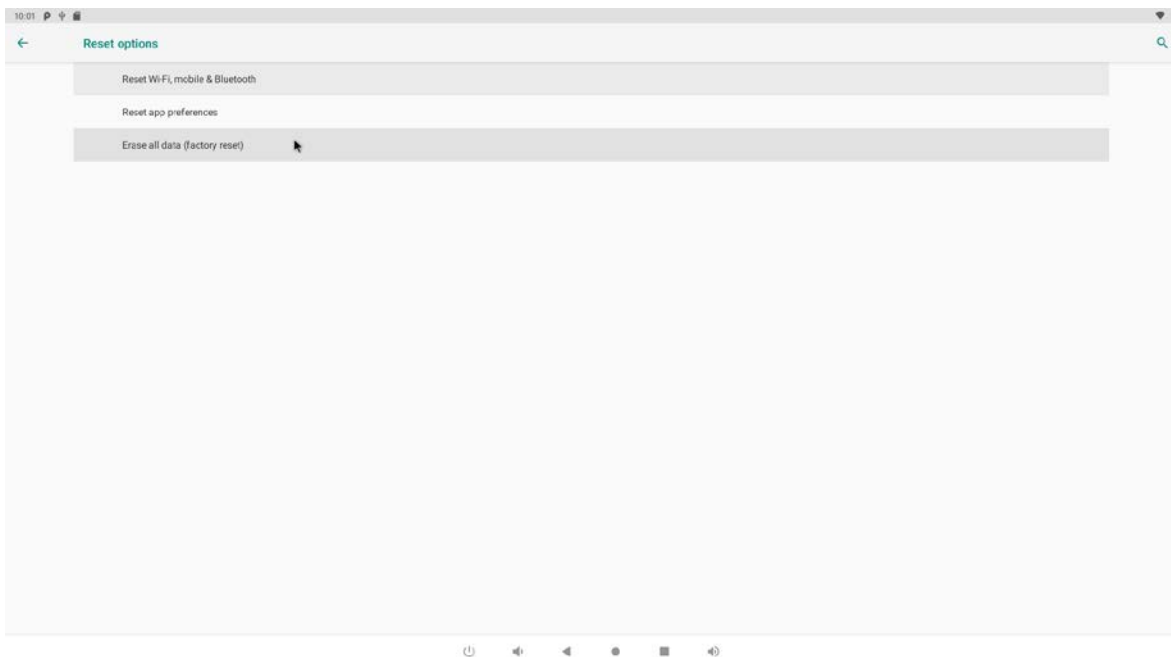 10:01
Reset options
Reset Wi-Fi, mobile & Bluetooth
Reset app preferences
Erase all data (factory reset)